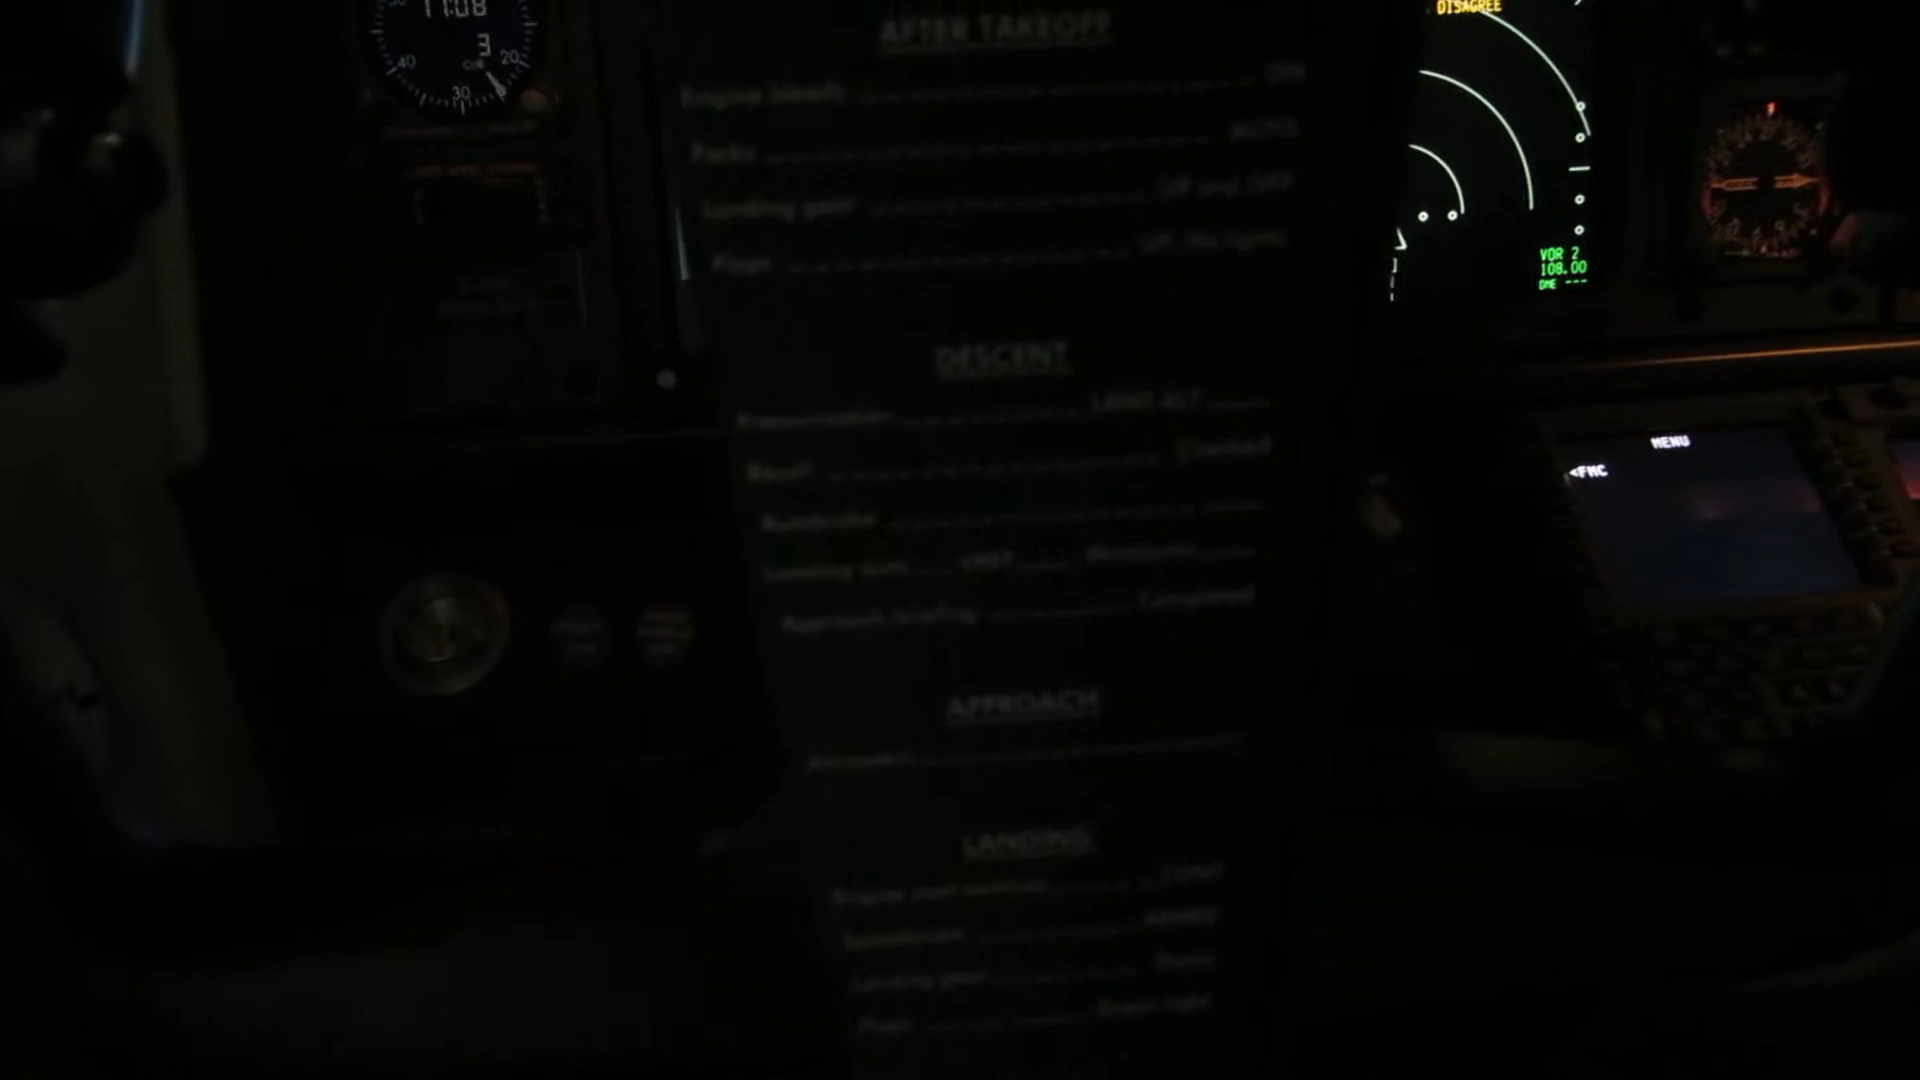 11:08
3
40
20
30
AFTER TAKEOFF
Engine bleeds ON
Packs AUTO
Landing gear UP and OFF
Flaps UP, No lights
DESCENT
Pressurization LAND ALT
Recall Checked
Autobrake
Landing data VREF Minimums
Approach briefing Completed
APPROACH
Altimeters
LANDING
Engine start switches CONT
Speedbrake ARMED
Landing gear Down
Flaps Green light
DISAGREE
VOR 2
108.00
DME ---
MENU
<FMC